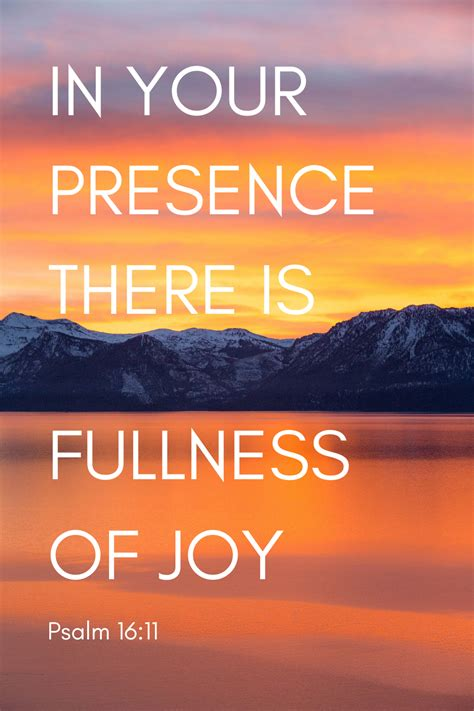 IN YOUR
PRESENCE
THERE IS
FULLNESS
OF JOY
Psalm 16:11